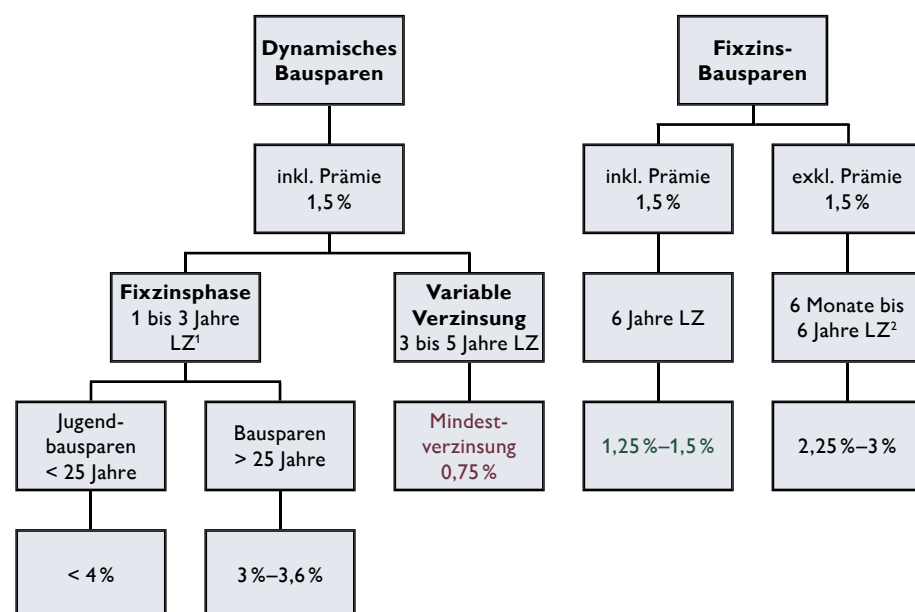 Dynamisches
Bausparen
Fixzins-
Bausparen
inkl. Prämie
1,5 %
inkl. Prämie
1,5 %
exkl. Prämie
1,5 %
Fixzinsphase
1 bis 3 Jahre
LZ¹
Variable
Verzinsung
3 bis 5 Jahre LZ
6 Jahre LZ
6 Monate bis
6 Jahre LZ²
Jugend-
bausparen
< 25 Jahre
Bausparen
> 25 Jahre
Mindest-
verzinsung
0,75 %
1,25 %–1,5 %
2,25 %–3 %
< 4 %
3 %–3,6 %